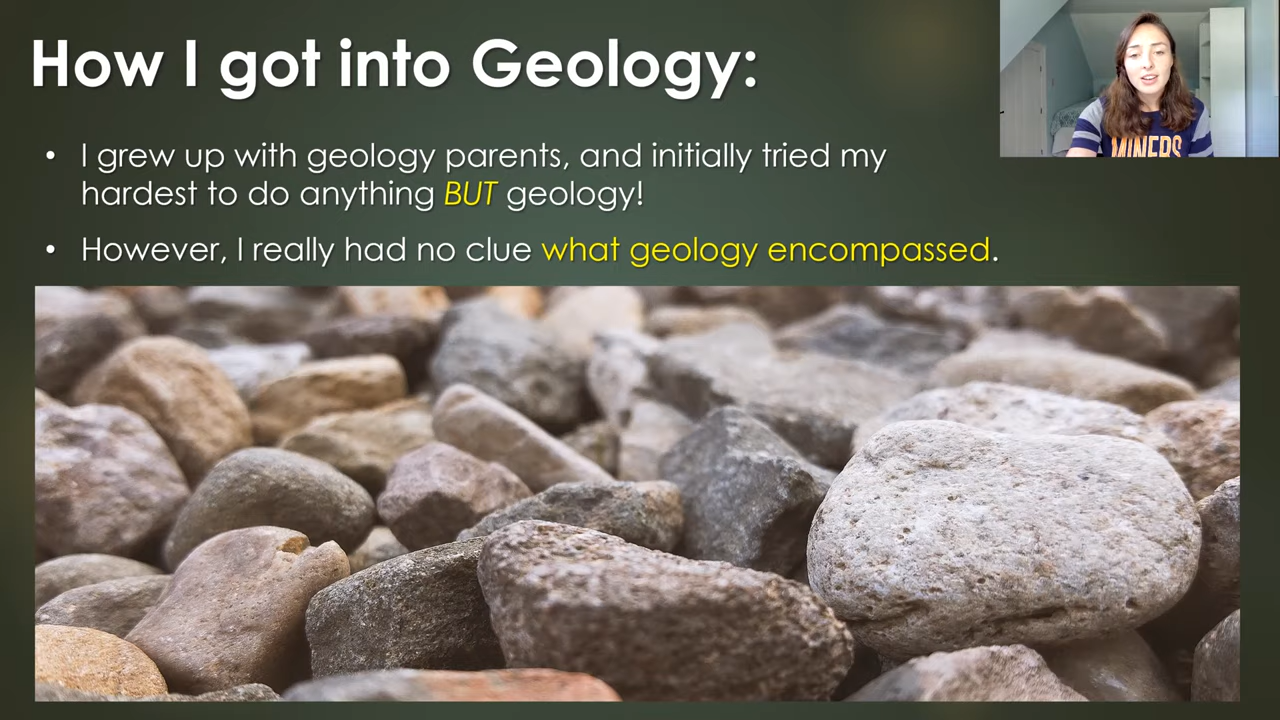 How I got into Geology:
• I grew up with geology parents, and initially tried my
hardest to do anything BUT geology!
• However, I really had no clue what geology encompassed.
MINERS